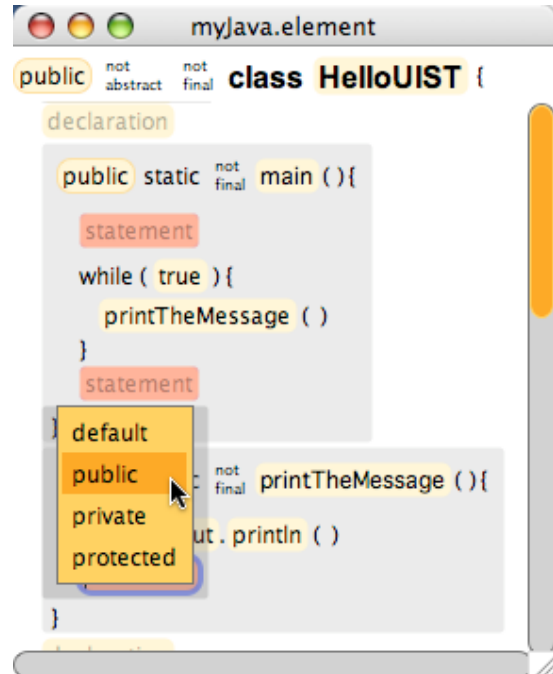 myJava.element
public not abstract not final class HelloUIST {
declaration
public static not final main ( ){
statement
while ( true ) {
printTheMessage ( )
}
statement
}
default
public
private
protected
c not final printTheMessage ( ){
ut . println ( )
}